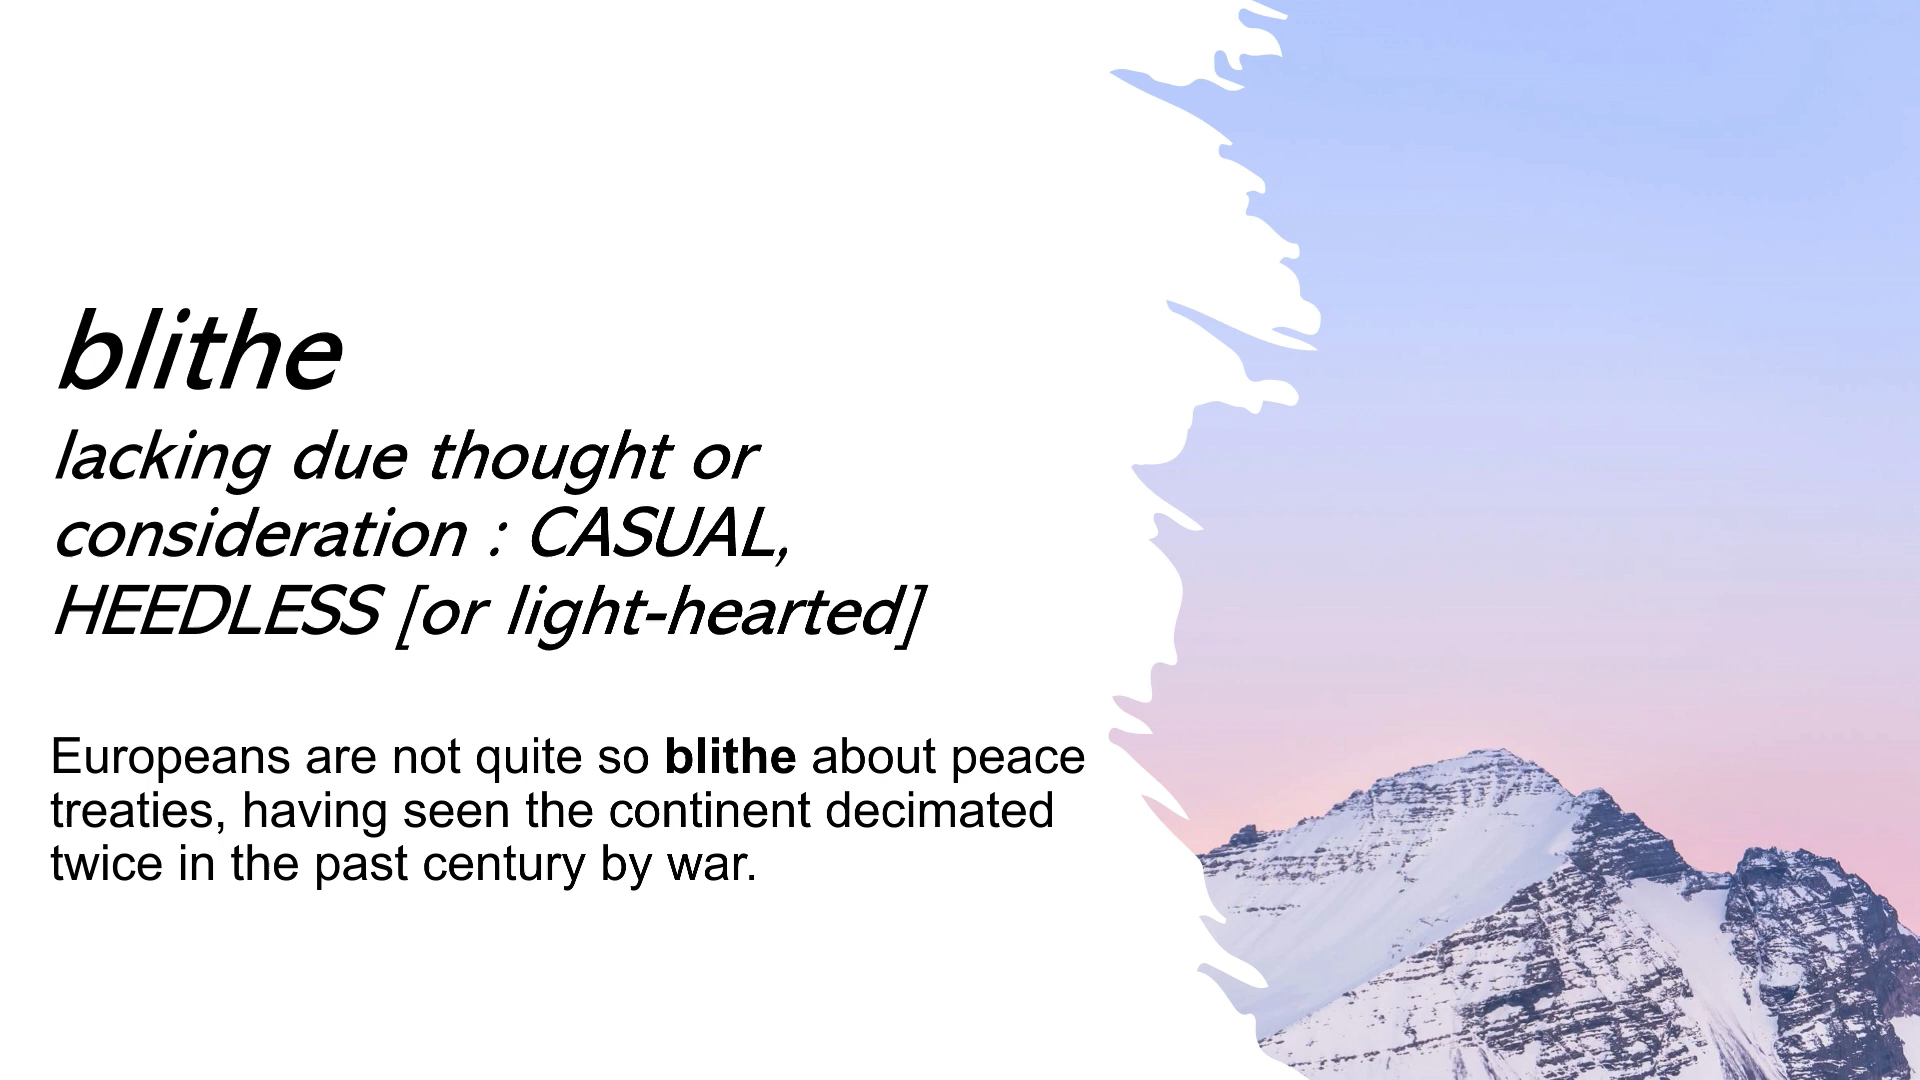 blithe
lacking due thought or
consideration : CASUAL,
HEEDLESS [or light-hearted]
Europeans are not quite so blithe about peace
treaties, having seen the continent decimated
twice in the past century by war.